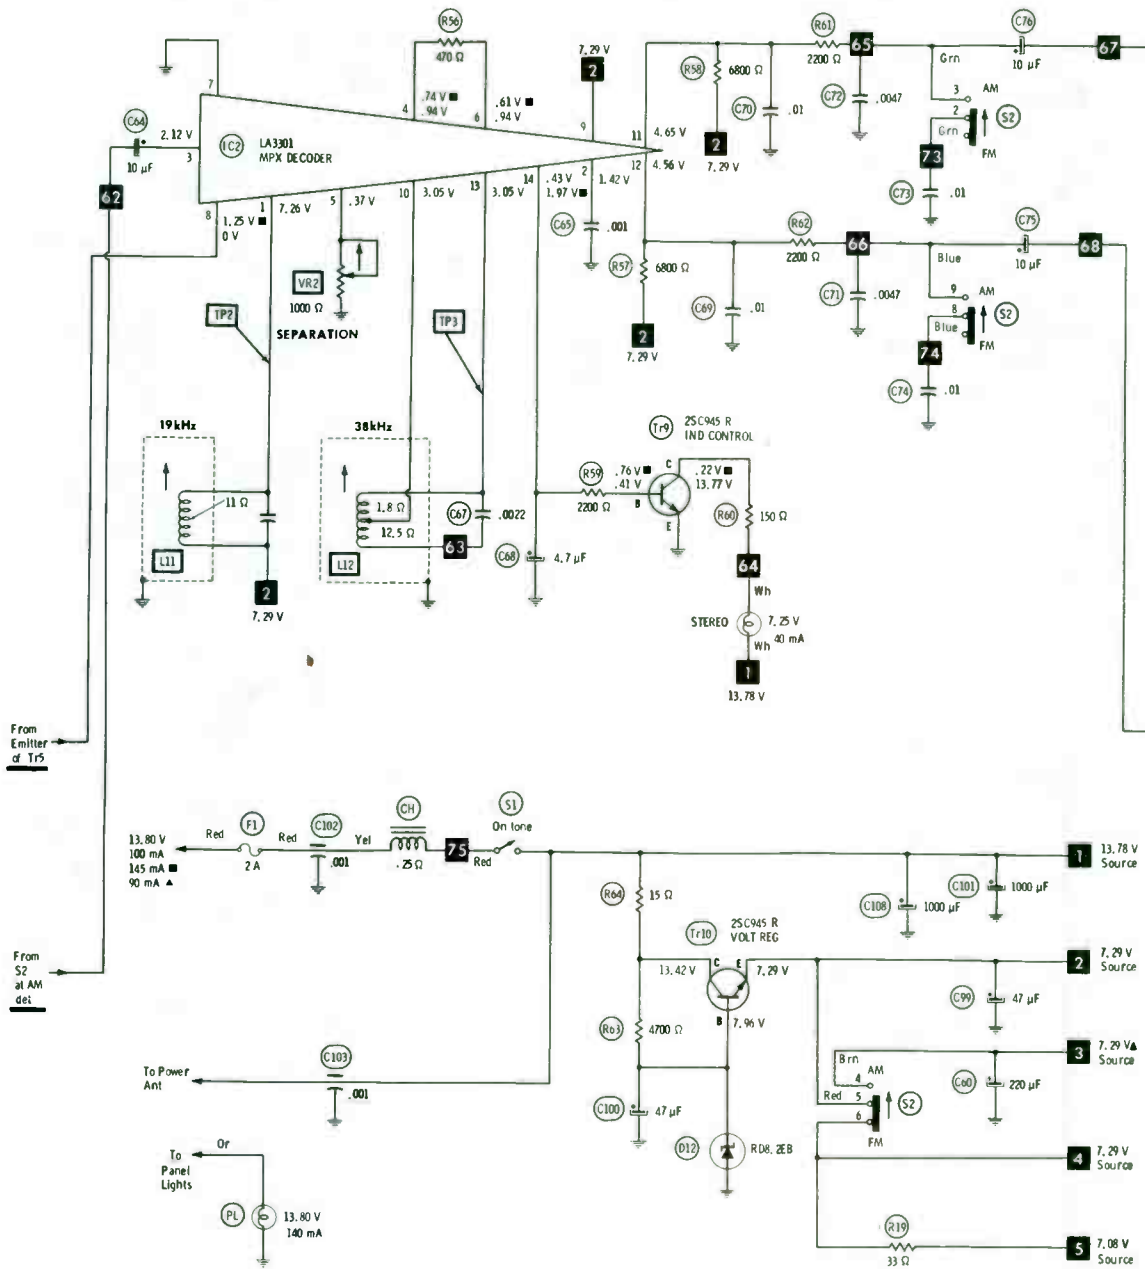 R56
470 Ω
7.29 V
2
R61
2200 Ω
65
C76
10 µF
67
Grn
3
AM
2
Grn
S2
FM
73
C73
.01
R58
6800 Ω
2
7.29 V
C70
.01
C72
.0047
7
C64
10 µF
2.12 V
3
62
IC2
LA3301
MPX DECODER
4
.74 V ■
.94 V
6
.61 V ■
.94 V
9
11
4.65 V
12
4.56 V
8
1.25 V ■
0 V
1
7.26 V
5
.37 V
10
3.05 V
13
3.05 V
14
.43 V
1.97 V ■
2
1.42 V
C65
.001
R57
6800 Ω
2
7.29 V
R62
2200 Ω
66
C75
10 µF
68
Blue
9
AM
8
Blue
S2
FM
74
C74
.01
C69
.01
C71
.0047
VR2
1000 Ω
SEPARATION
TP2
TP3
19kHz
11 Ω
L11
2
7.29 V
38kHz
1.8 Ω
12.5 Ω
L12
C67
.0022
63
C68
4.7 µF
R59
2200 Ω
Tr9
2SC945 R
IND CONTROL
.76 V ■
.41 V
B
C
E
.22 V ■
13.77 V
R60
150 Ω
64
Wh
STEREO
7.25 V
40 mA
Wh
1
13.78 V
From
Emitter
of Tr5
13.80 V
100 mA
145 mA ■
90 mA ▲
Red
F1
2 A
Red
C102
.001
Yel
CH
.25Ω
75
Red
S1
On tone
1
13.78 V
Source
R64
15 Ω
C108
1000 µF
C101
1000 µF
From
S2
at AM
det
Tr10
2SC945 R
VOLT REG
13.42 V
C
E
7.29 V
B
7.96 V
2
7.29 V
Source
C99
47 µF
R63
4700 Ω
3
7.29 V▲
Source
C60
220 µF
Brn
AM
4
Red
5
6
S2
FM
To Power
Ant
C103
.001
C100
47 µF
D12
RD8.2EB
4
7.29 V
Source
To
Panel
Lights
Or
PL
13.80 V
140 mA
R19
33 Ω
5
7.08 V
Source